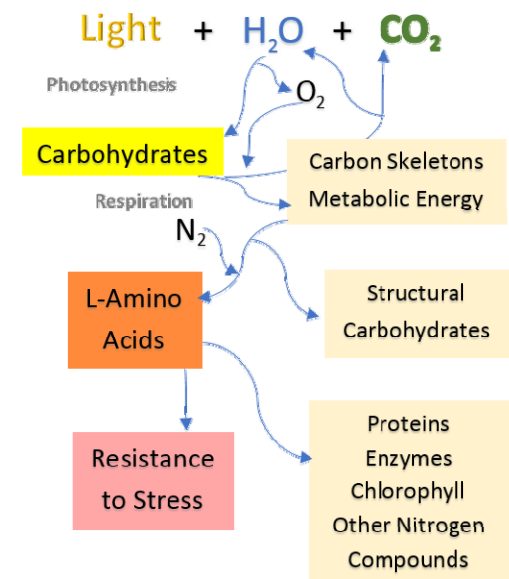 Light + H₂O + CO₂
Photosynthesis
O₂
Carbohydrates
Carbon Skeletons
Metabolic Energy
Respiration
N₂
L-Amino
Acids
Structural
Carbohydrates
Resistance
to Stress
Proteins
Enzymes
Chlorophyll
Other Nitrogen
Compounds